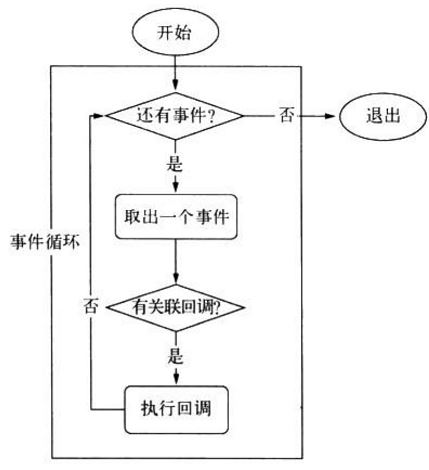 开始
还有事件?
否
退出
是
取出一个事件
事件循环
有关联回调?
否
是
执行回调